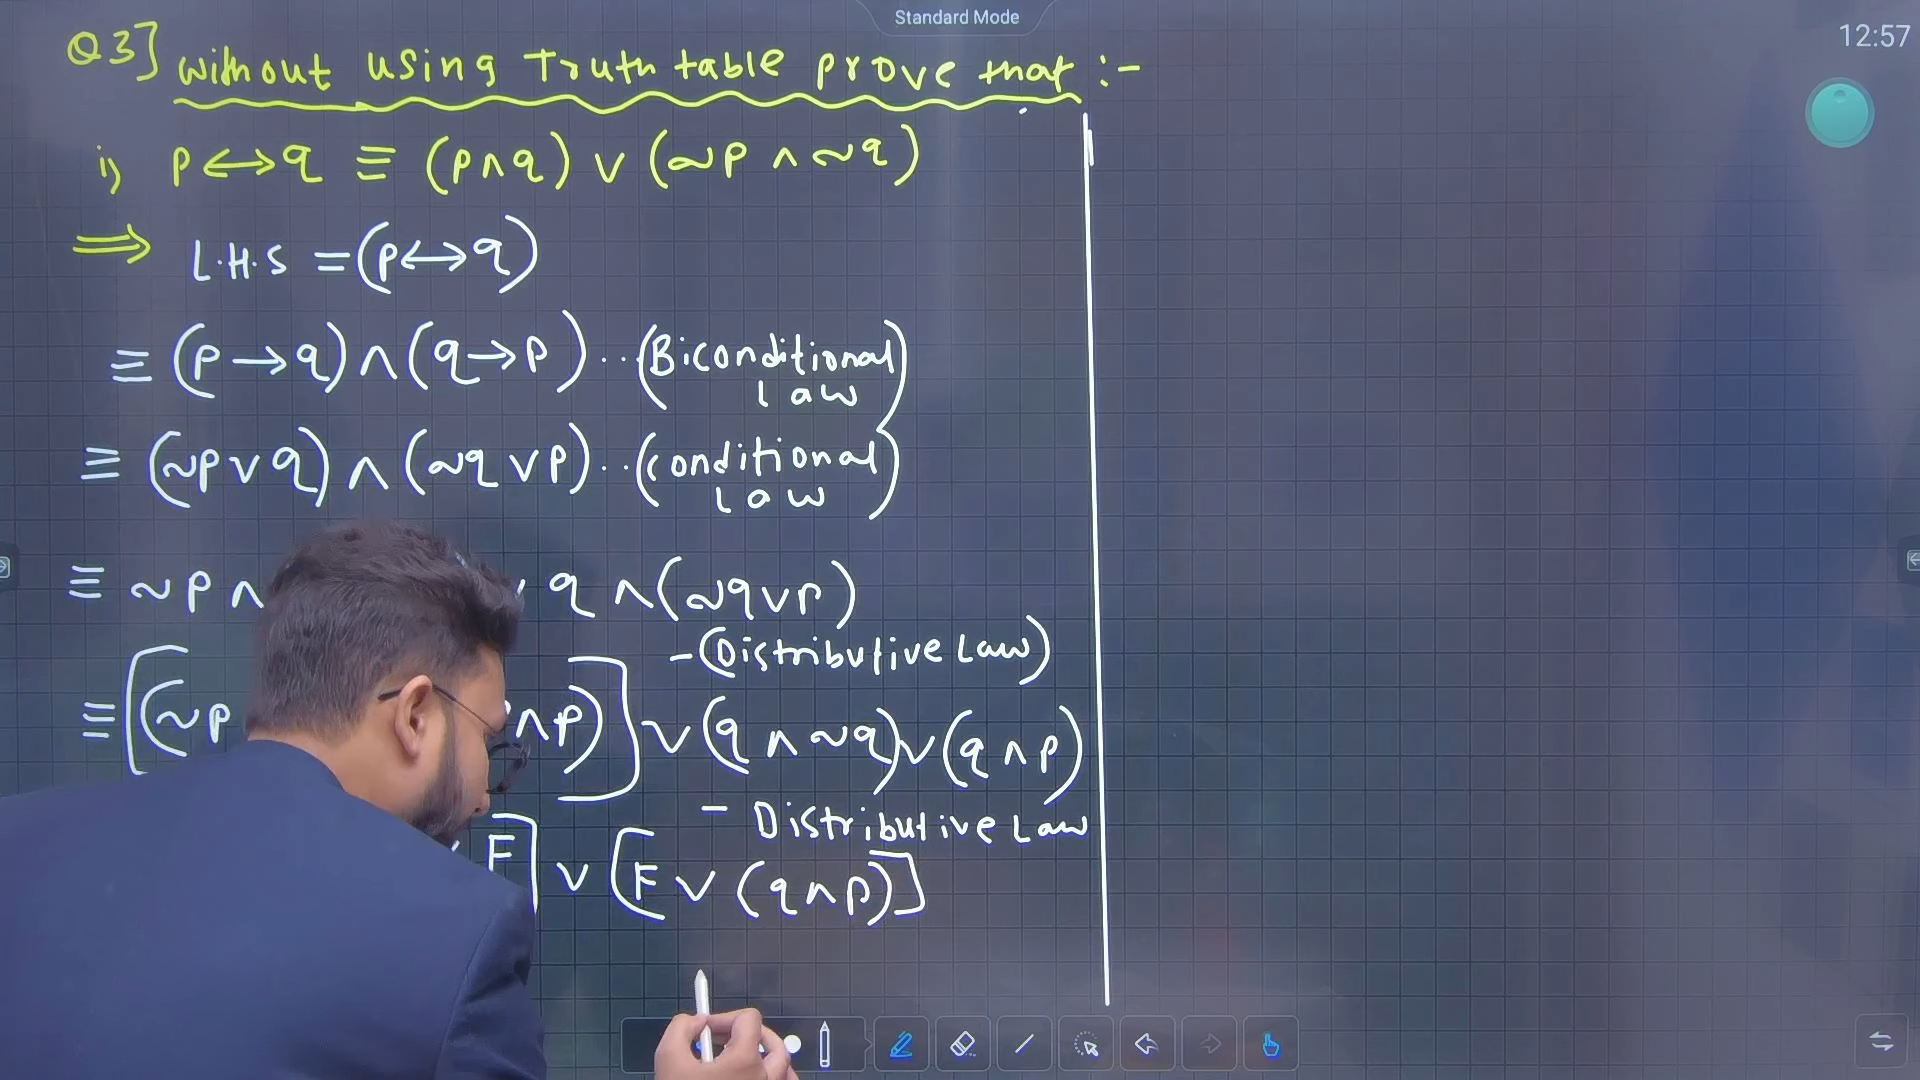 Standard Mode
12:57
Q3] without using Truth table prove that :-
i) p ↔ q ≡ (p ∧ q) ∨ (~p ∧ ~q)
⟹ L.H.S = (p ↔ q)
≡ (p → q) ∧ (q → p) .. (Biconditional
Law)
≡ (~p ∨ q) ∧ (~q ∨ p) .. (conditional
Law)
≡ ~p ∧ q ∧ (~q ∨ p)
- (Distributive Law)
≡ [(~p ∧ p)] ∨ (q ∧ ~q) ∨ (q ∧ p)
- Distributive Law
F] ∨ [F ∨ (q ∧ p)]